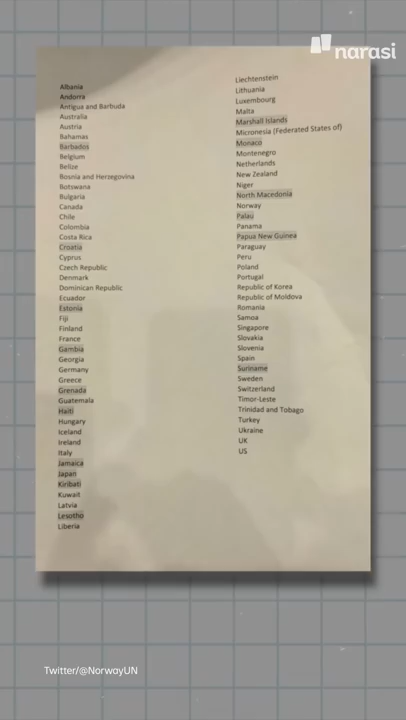 narasi
Albania
Andorra
Antigua and Barbuda
Australia
Austria
Bahamas
Barbados
Belgium
Belize
Bosnia and Herzegovina
Botswana
Bulgaria
Canada
Chile
Colombia
Costa Rica
Croatia
Cyprus
Czech Republic
Denmark
Dominican Republic
Ecuador
Estonia
Fiji
Finland
France
Gambia
Georgia
Germany
Greece
Grenada
Guatemala
Haiti
Hungary
Iceland
Ireland
Italy
Jamaica
Japan
Kiribati
Kuwait
Latvia
Lesotho
Liberia
Liechtenstein
Lithuania
Luxembourg
Malta
Marshall Islands
Micronesia (Federated States of)
Monaco
Montenegro
Netherlands
New Zealand
Niger
North Macedonia
Norway
Palau
Panama
Papua New Guinea
Paraguay
Peru
Poland
Portugal
Republic of Korea
Republic of Moldova
Romania
Samoa
Singapore
Slovakia
Slovenia
Spain
Suriname
Sweden
Switzerland
Timor-Leste
Trinidad and Tobago
Turkey
Ukraine
UK
US
Twitter/@NorwayUN